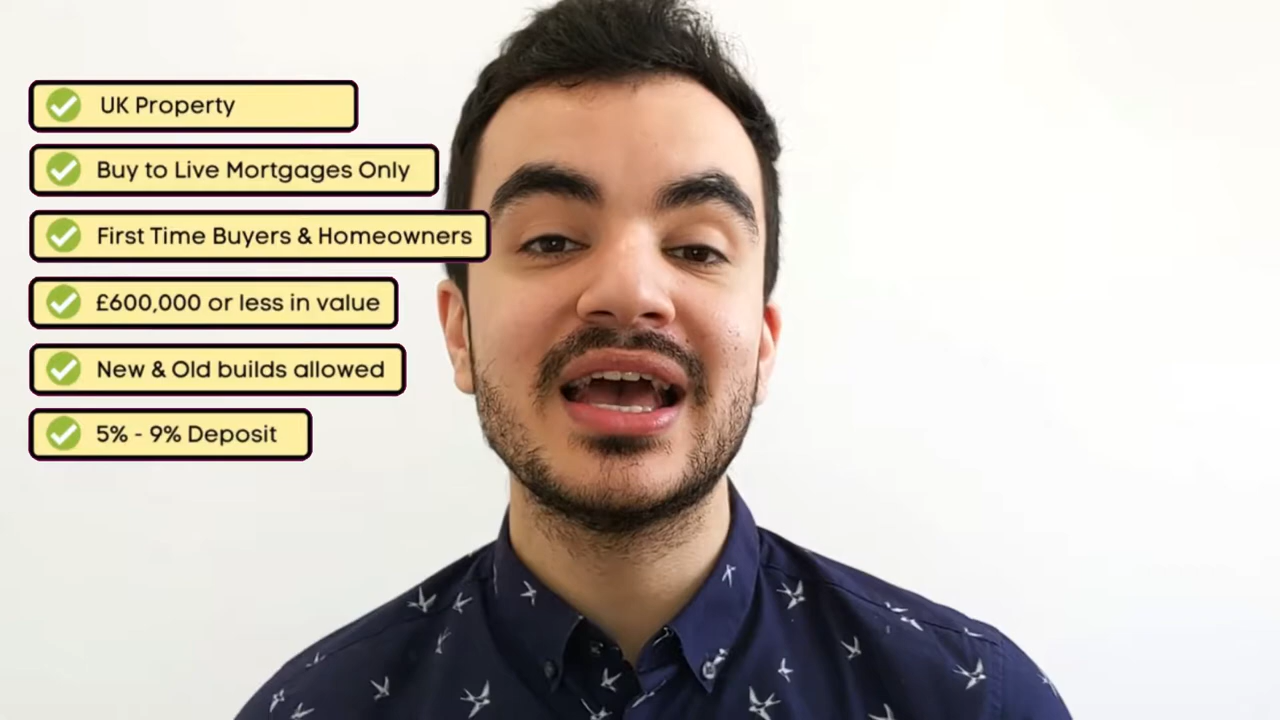 UK Property
Buy to Live Mortgages Only
First Time Buyers & Homeowners
£600,000 or less in value
New & Old builds allowed
5% - 9% Deposit